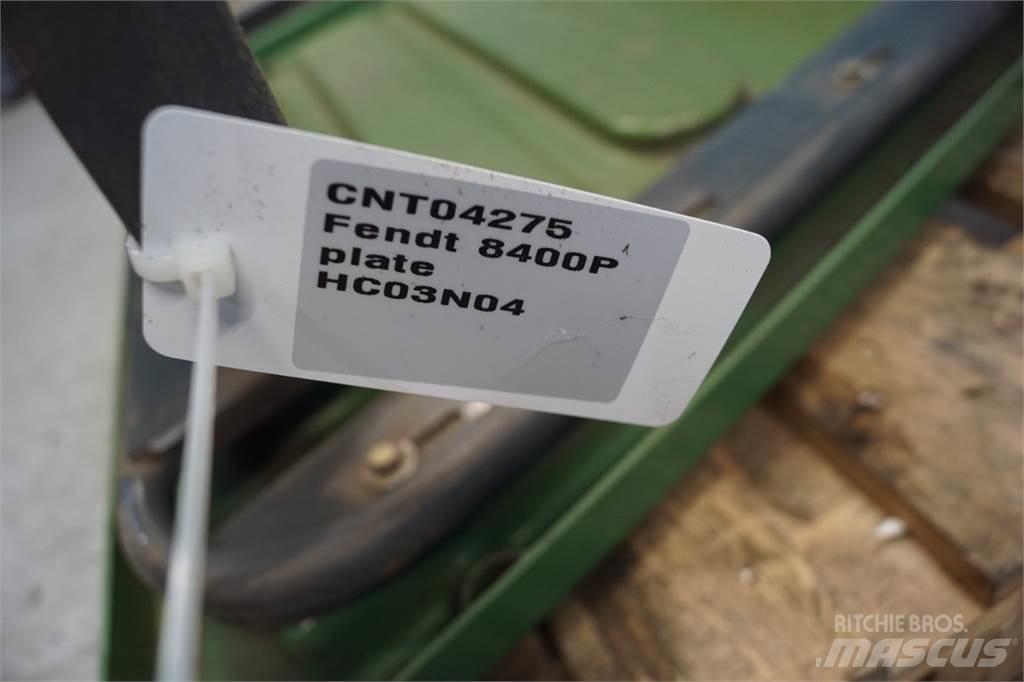 CNT04275
Fendt 8400P
plate
HC03N04
RITCHIE BROS.
MASCUS